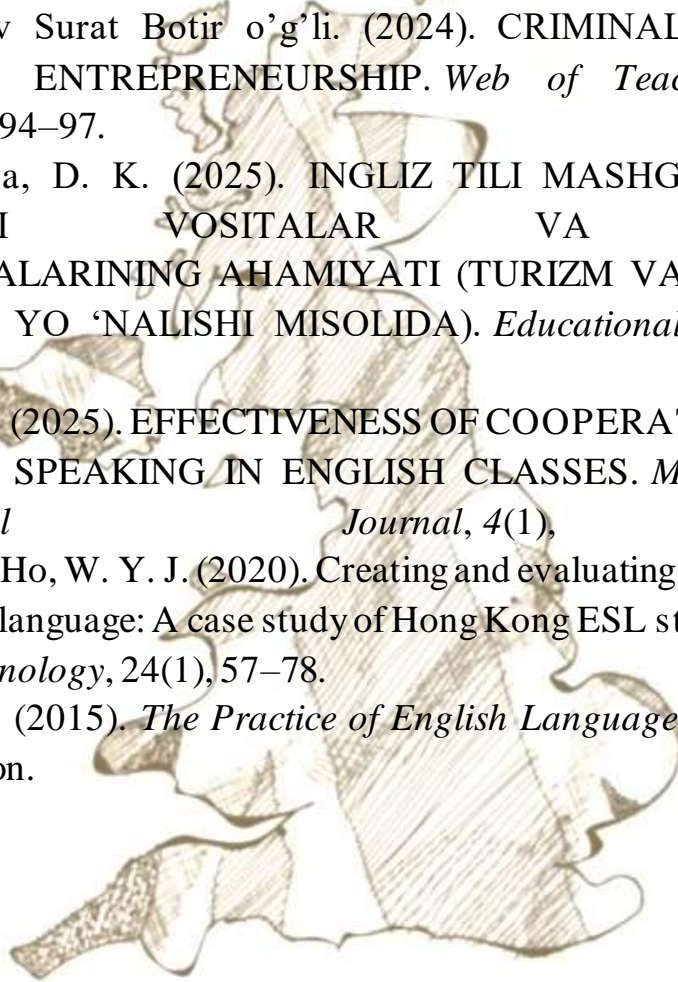 v Surat Botir o’g’li. (2024). CRIMINAL
ENTREPRENEURSHIP. Web of Teac
94–97.
a, D. K. (2025). INGLIZ TILI MASHG
I VOSITALAR VA
ALARINING AHAMIYATI (TURIZM VA
YO ‘NALISHI MISOLIDA). Educational
(2025). EFFECTIVENESS OF COOPERAT
SPEAKING IN ENGLISH CLASSES. M
l Journal, 4(1),
Ho, W. Y. J. (2020). Creating and evaluating
language: A case study of Hong Kong ESL st
nology, 24(1), 57–78.
(2015). The Practice of English Language
on.